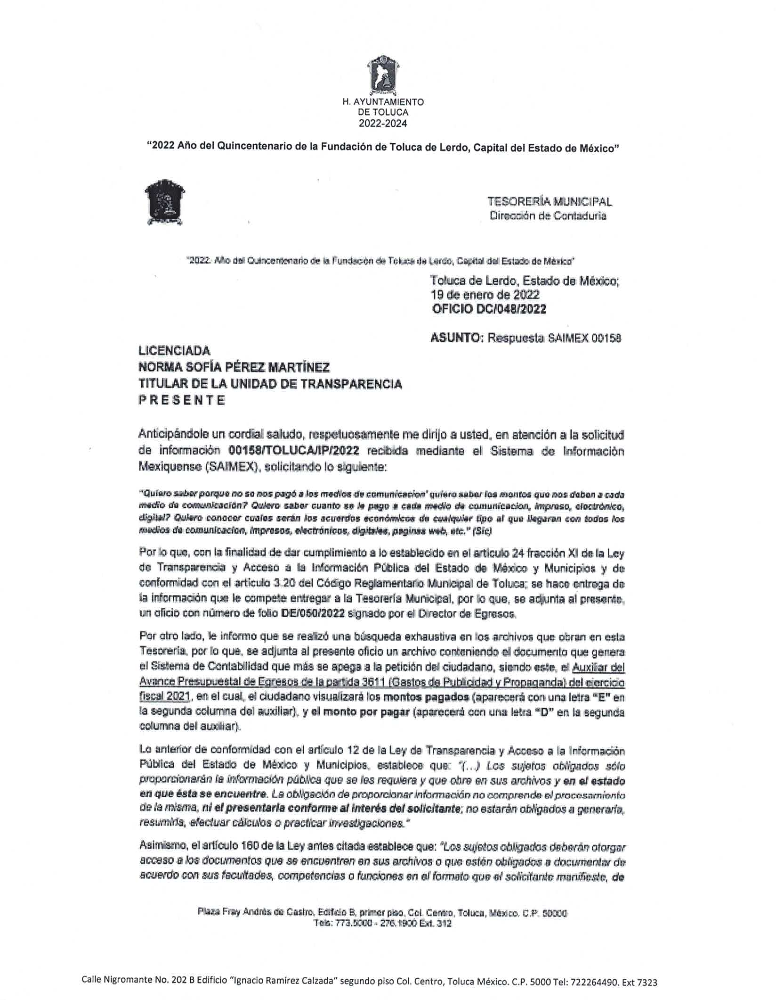 H. AYUNTAMIENTO
DE TOLUCA
2022-2024
“2022 Año del Quincentenario de la Fundación de Toluca de Lerdo, Capital del Estado de México”
TESORERÍA MUNICIPAL
Dirección de Contaduria
"2022. Año del Quincentenario de la Fundación de Toluca de Lerdo, Capital del Estado de México"
Toluca de Lerdo, Estado de México;
19 de enero de 2022
OFICIO DC/048/2022
ASUNTO: Respuesta SAIMEX 00158
LICENCIADA
NORMA SOFÍA PÉREZ MARTÍNEZ
TITULAR DE LA UNIDAD DE TRANSPARENCIA
P R E S E N T E
Anticipándole un cordial saludo, respetuosamente me dirijo a usted, en atención a la solicitud
de información 00158/TOLUCA/IP/2022 recibida mediante el Sistema de Información
Mexiquense (SAIMEX), solicitando lo siguiente:
"Quiero saber porque no se nos pagó a los medios de comunicacion' quiero saber los montos que nos deben a cada
medio de comunicación? Quiero saber cuanto se le pago a cada medio de comunicacion, impreso, electrónico,
digital? Quiero conocer cuales serán los acuerdos económicos de cualquier tipo al que llegaran con todos los
medios de comunicacion, impresos, electrónicos, digitales, paginas web, etc." (Sic)
Por lo que, con la finalidad de dar cumplimiento a lo establecido en el artículo 24 fracción XI de la Ley
de Transparencia y Acceso a la Información Pública del Estado de México y Municipios y de
conformidad con el artículo 3.20 del Código Reglamentario Municipal de Toluca; se hace entrega de
la información que le compete entregar a la Tesorería Municipal, por lo que, se adjunta al presente,
un oficio con número de folio DE/050/2022 signado por el Director de Egresos.
Por otro lado, le informo que se realizó una búsqueda exhaustiva en los archivos que obran en esta
Tesorería, por lo que, se adjunta al presente oficio un archivo conteniendo el documento que genera
el Sistema de Contabilidad que más se apega a la petición del ciudadano, siendo este, el Auxiliar del
Avance Presupuestal de Egresos de la partida 3611 (Gastos de Publicidad y Propaganda) del ejercicio
fiscal 2021, en el cual, el ciudadano visualizará los montos pagados (aparecerá con una letra “E” en
la segunda columna del auxiliar), y el monto por pagar (aparecerá con una letra “D” en la segunda
columna del auxiliar).
Lo anterior de conformidad con el artículo 12 de la Ley de Transparencia y Acceso a la Información
Pública del Estado de México y Municipios, establece que: "(...) Los sujetos obligados sólo
proporcionarán la información pública que se les requiera y que obre en sus archivos y en el estado
en que ésta se encuentre. La obligación de proporcionar información no comprende el procesamiento
de la misma, ni el presentarla conforme al interés del solicitante; no estarán obligados a generarla,
resumirla, efectuar cálculos o practicar investigaciones."
Asimismo, el artículo 160 de la Ley antes citada establece que: "Los sujetos obligados deberán otorgar
acceso a los documentos que se encuentren en sus archivos o que estén obligados a documentar de
acuerdo con sus facultades, competencias o funciones en el formato que el solicitante manifieste, de
Plaza Fray Andrés de Castro, Edificio B, primer piso, Col. Centro, Toluca, México. C.P. 50000
Tels: 773.5000 - 276.1900 Ext. 312
Calle Nigromante No. 202 B Edificio “Ignacio Ramírez Calzada” segundo piso Col. Centro, Toluca México. C.P. 5000 Tel: 722264490. Ext 7323